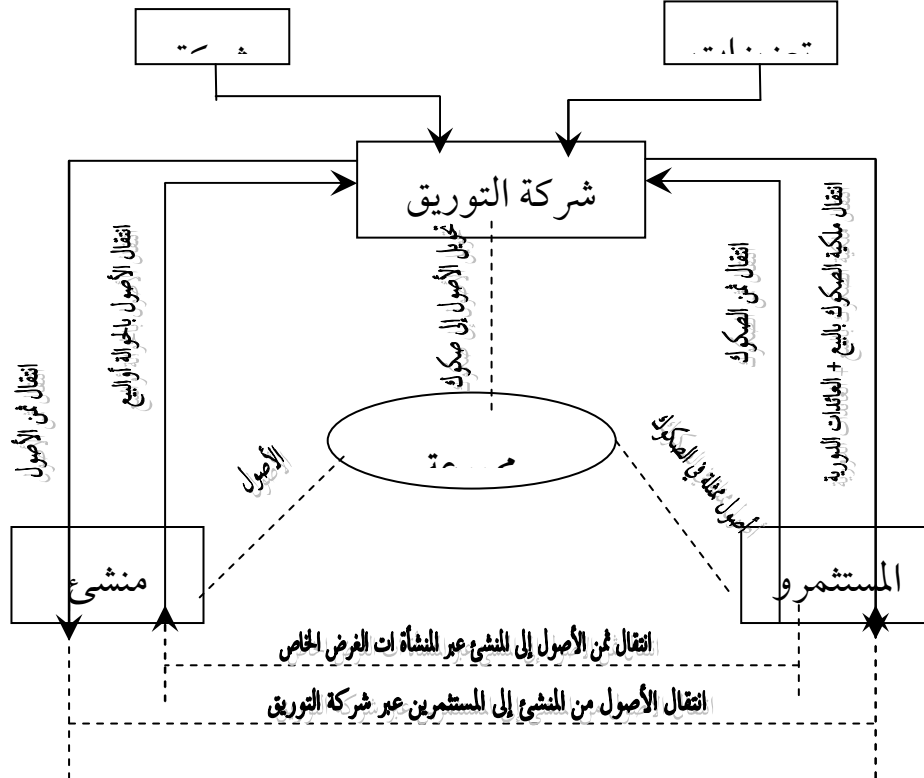 شركة التوريق
انتقال ثمن الأصول
انتقال الأصول بالحوالة أو البيع
تحويل الأصول إلى صكوك
انتقال ثمن الصكوك
انتقال ملكية الصكوك بالبيع + العائدات الدورية
الأصول
أصول ممثلة في الصكوك
منشئ
المستثمرو
انتقال ثمن الأصول إلى المنشئ عبر المنشأة ات الغرض الخاص
انتقال الأصول من المنشئ إلى المستثمرين عبر شركة التوريق